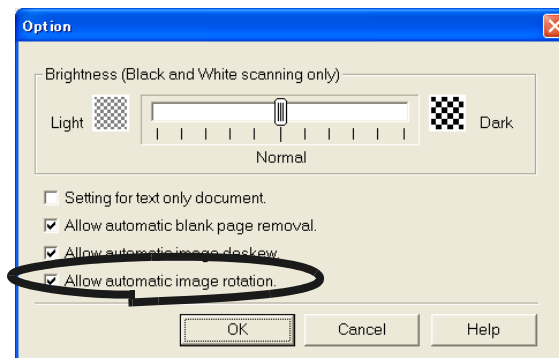 Option
Brightness (Black and White scanning only)
Light
Dark
Normal
Setting for text only document.
Allow automatic blank page removal.
Allow automatic image deskew.
Allow automatic image rotation.
OK
Cancel
Help